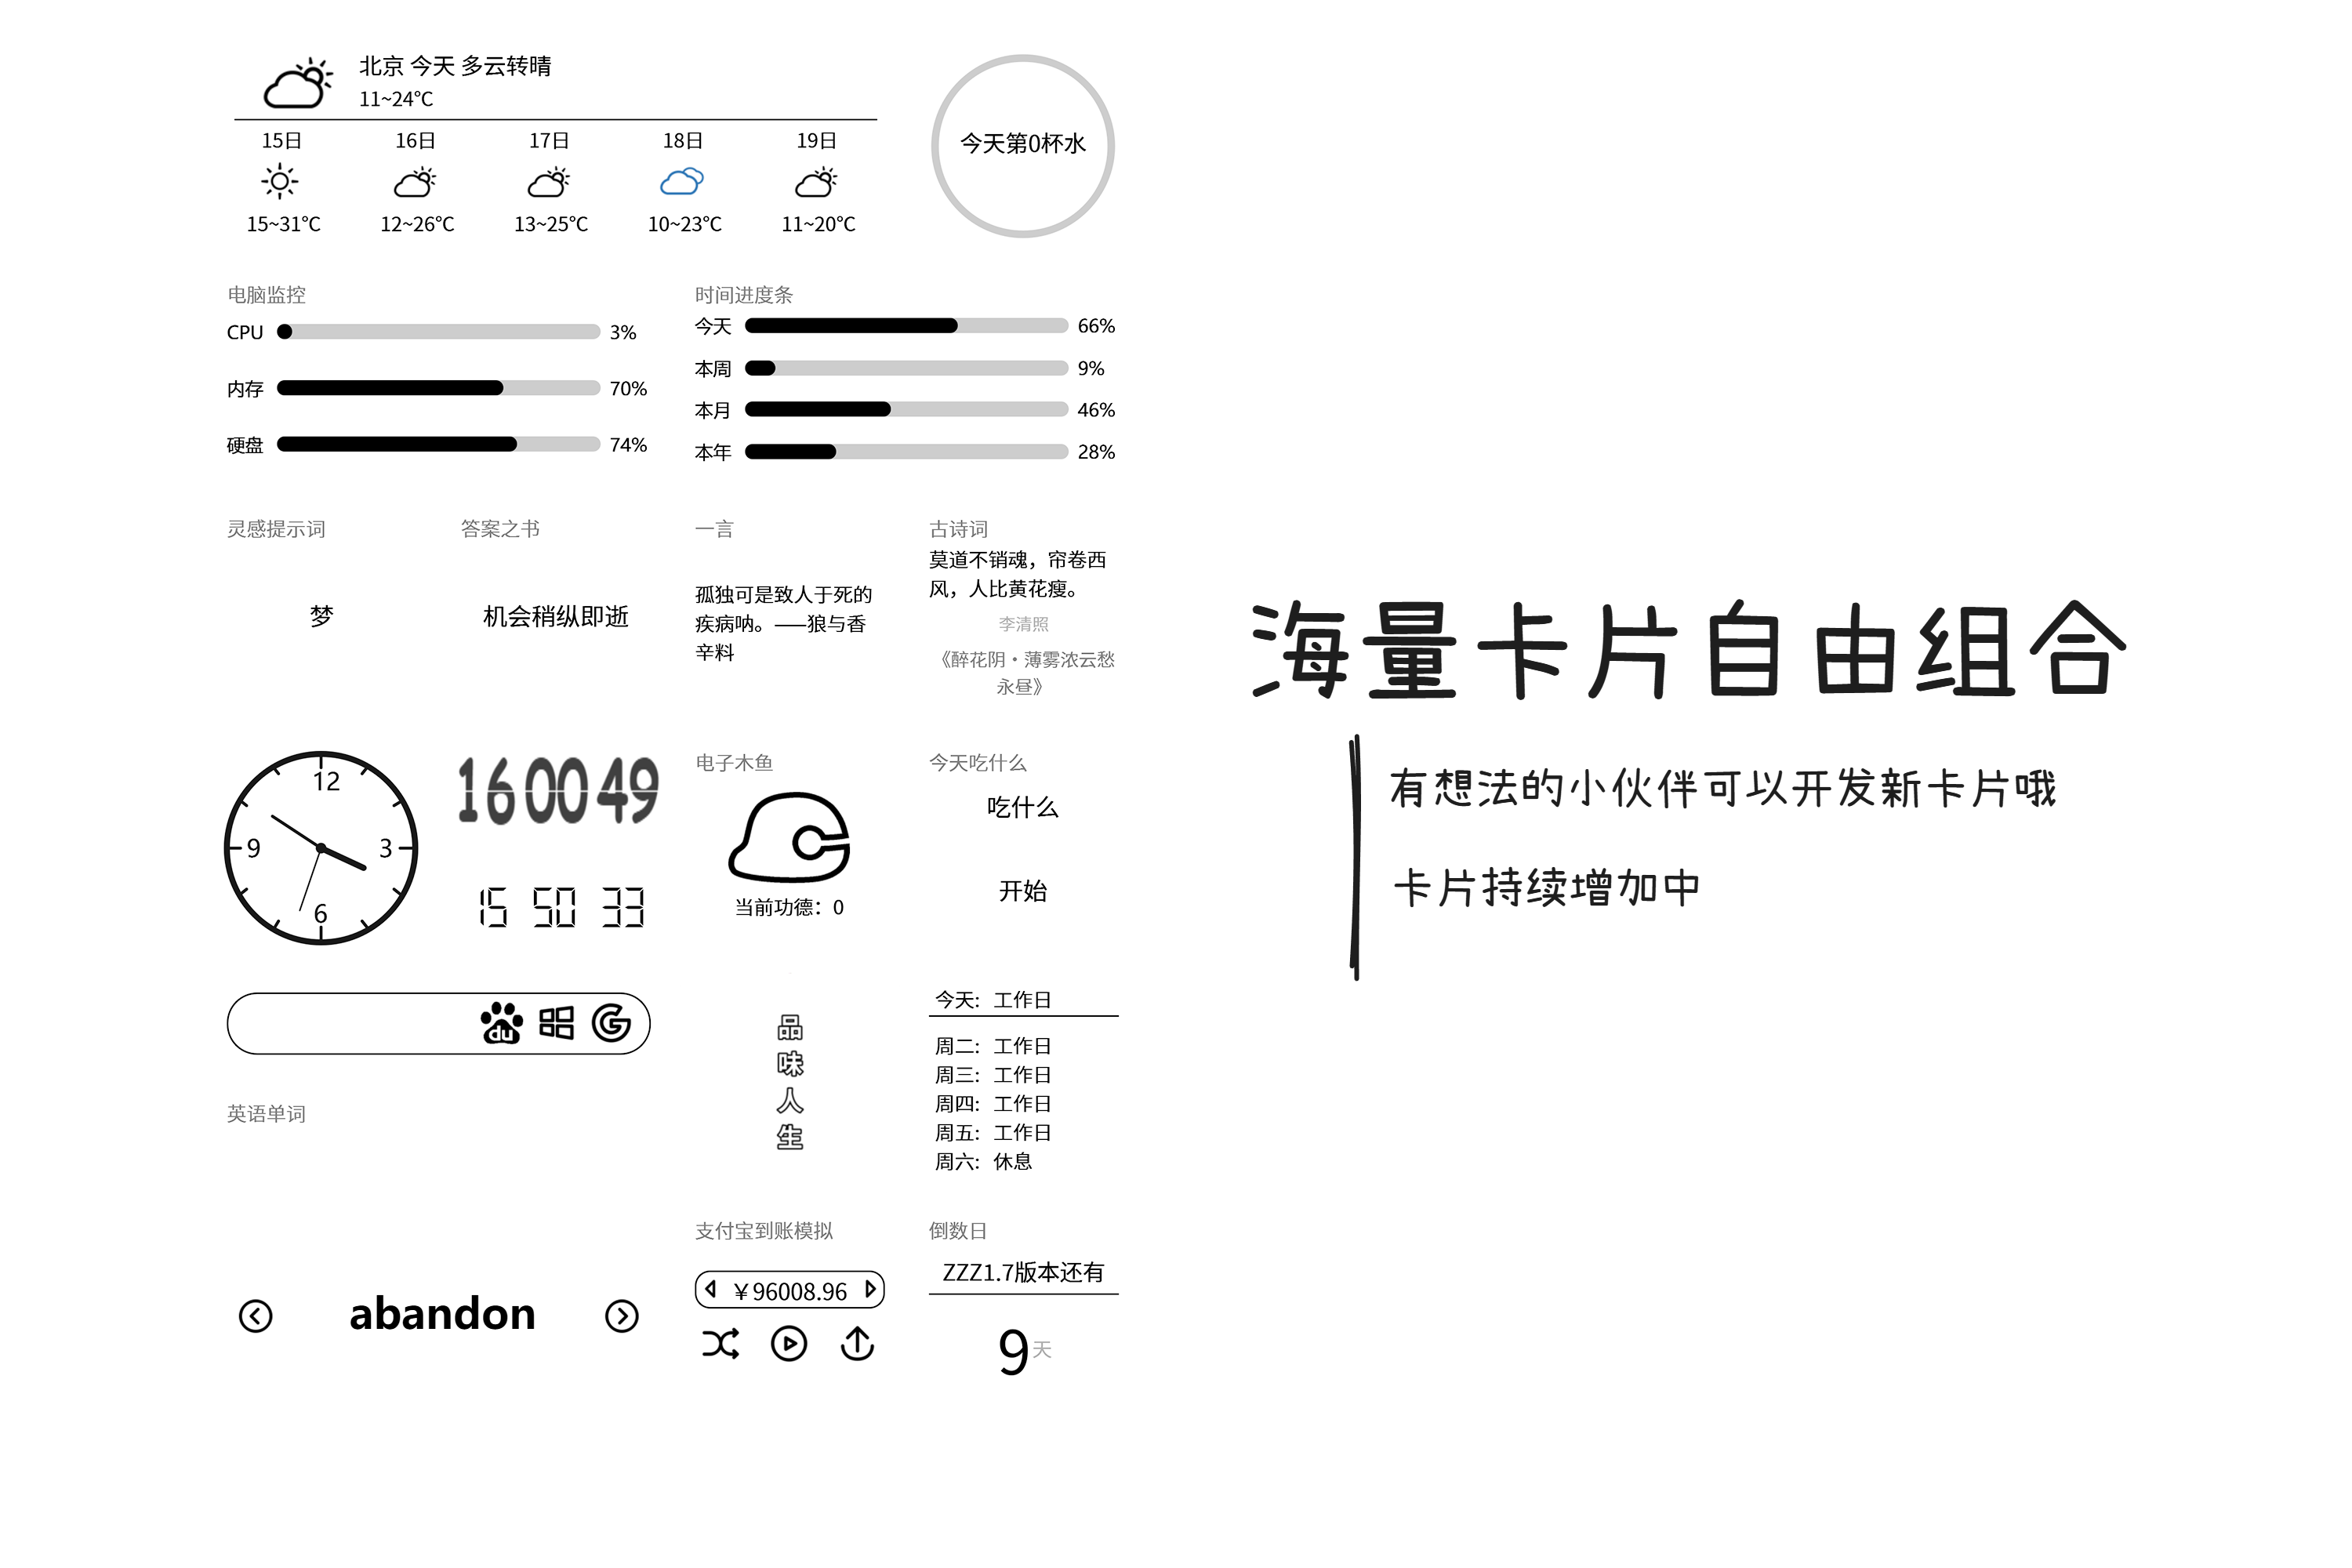 北京 今天 多云转晴
11~24℃
15日 16日 17日 18日 19日
15~31℃ 12~26℃ 13~25℃ 10~23℃ 11~20℃
今天第0杯水
电脑监控
CPU 3%
内存 70%
硬盘 74%
时间进度条
今天 66%
本周 9%
本月 46%
本年 28%
灵感提示词
梦
答案之书
机会稍纵即逝
一言
孤独可是致人于死的
疾病呐。——狼与香
辛料
古诗词
莫道不销魂，帘卷西
风，人比黄花瘦。
李清照
《醉花阴·薄雾浓云愁
永昼》
12
9 3
6
16 00 49
15 50 33
电子木鱼
当前功德：0
今天吃什么
吃什么
开始
du
品
味
人
生
今天: 工作日
周二: 工作日
周三: 工作日
周四: 工作日
周五: 工作日
周六: 休息
英语单词
abandon
支付宝到账模拟
￥96008.96
倒数日
ZZZ1.7版本还有
9天
海量卡片自由组合
有想法的小伙伴可以开发新卡片哦
卡片持续增加中